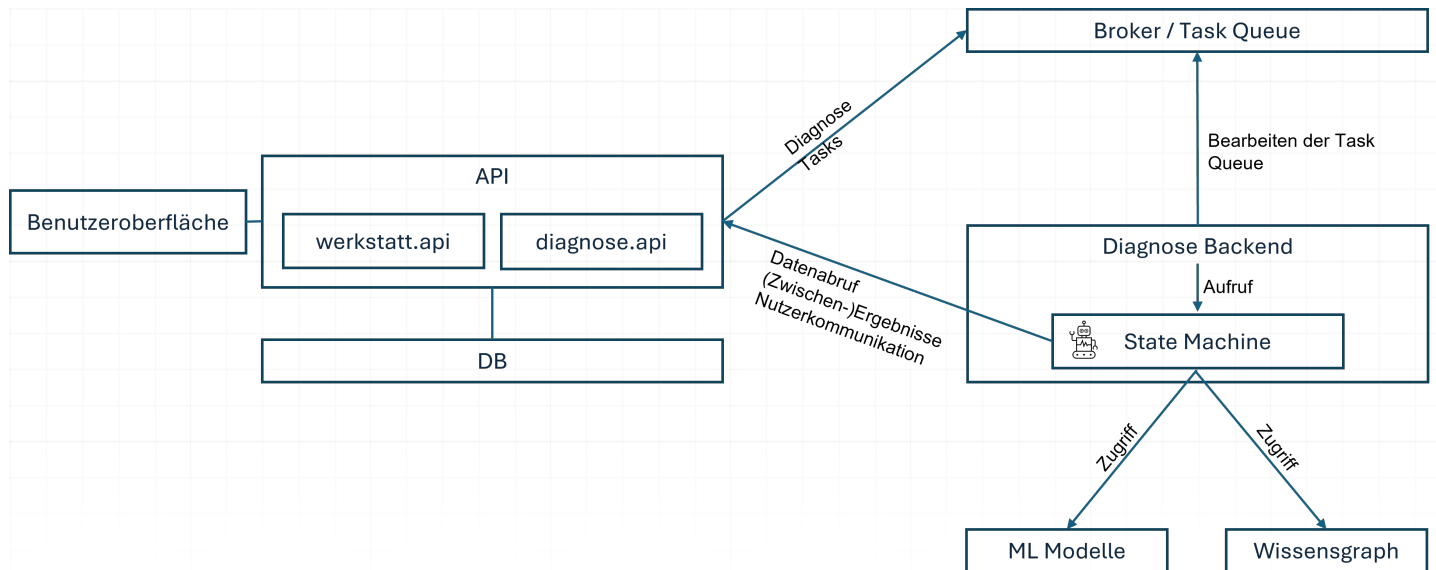 Broker / Task Queue
Diagnose
Tasks
Bearbeiten der Task
Queue
API
Benutzeroberfläche
werkstatt.api
diagnose.api
Diagnose Backend
Datenabruf
(Zwischen-)Ergebnisse
Nutzerkommunikation
Aufruf
State Machine
DB
Zugriff
Zugriff
ML Modelle
Wissensgraph